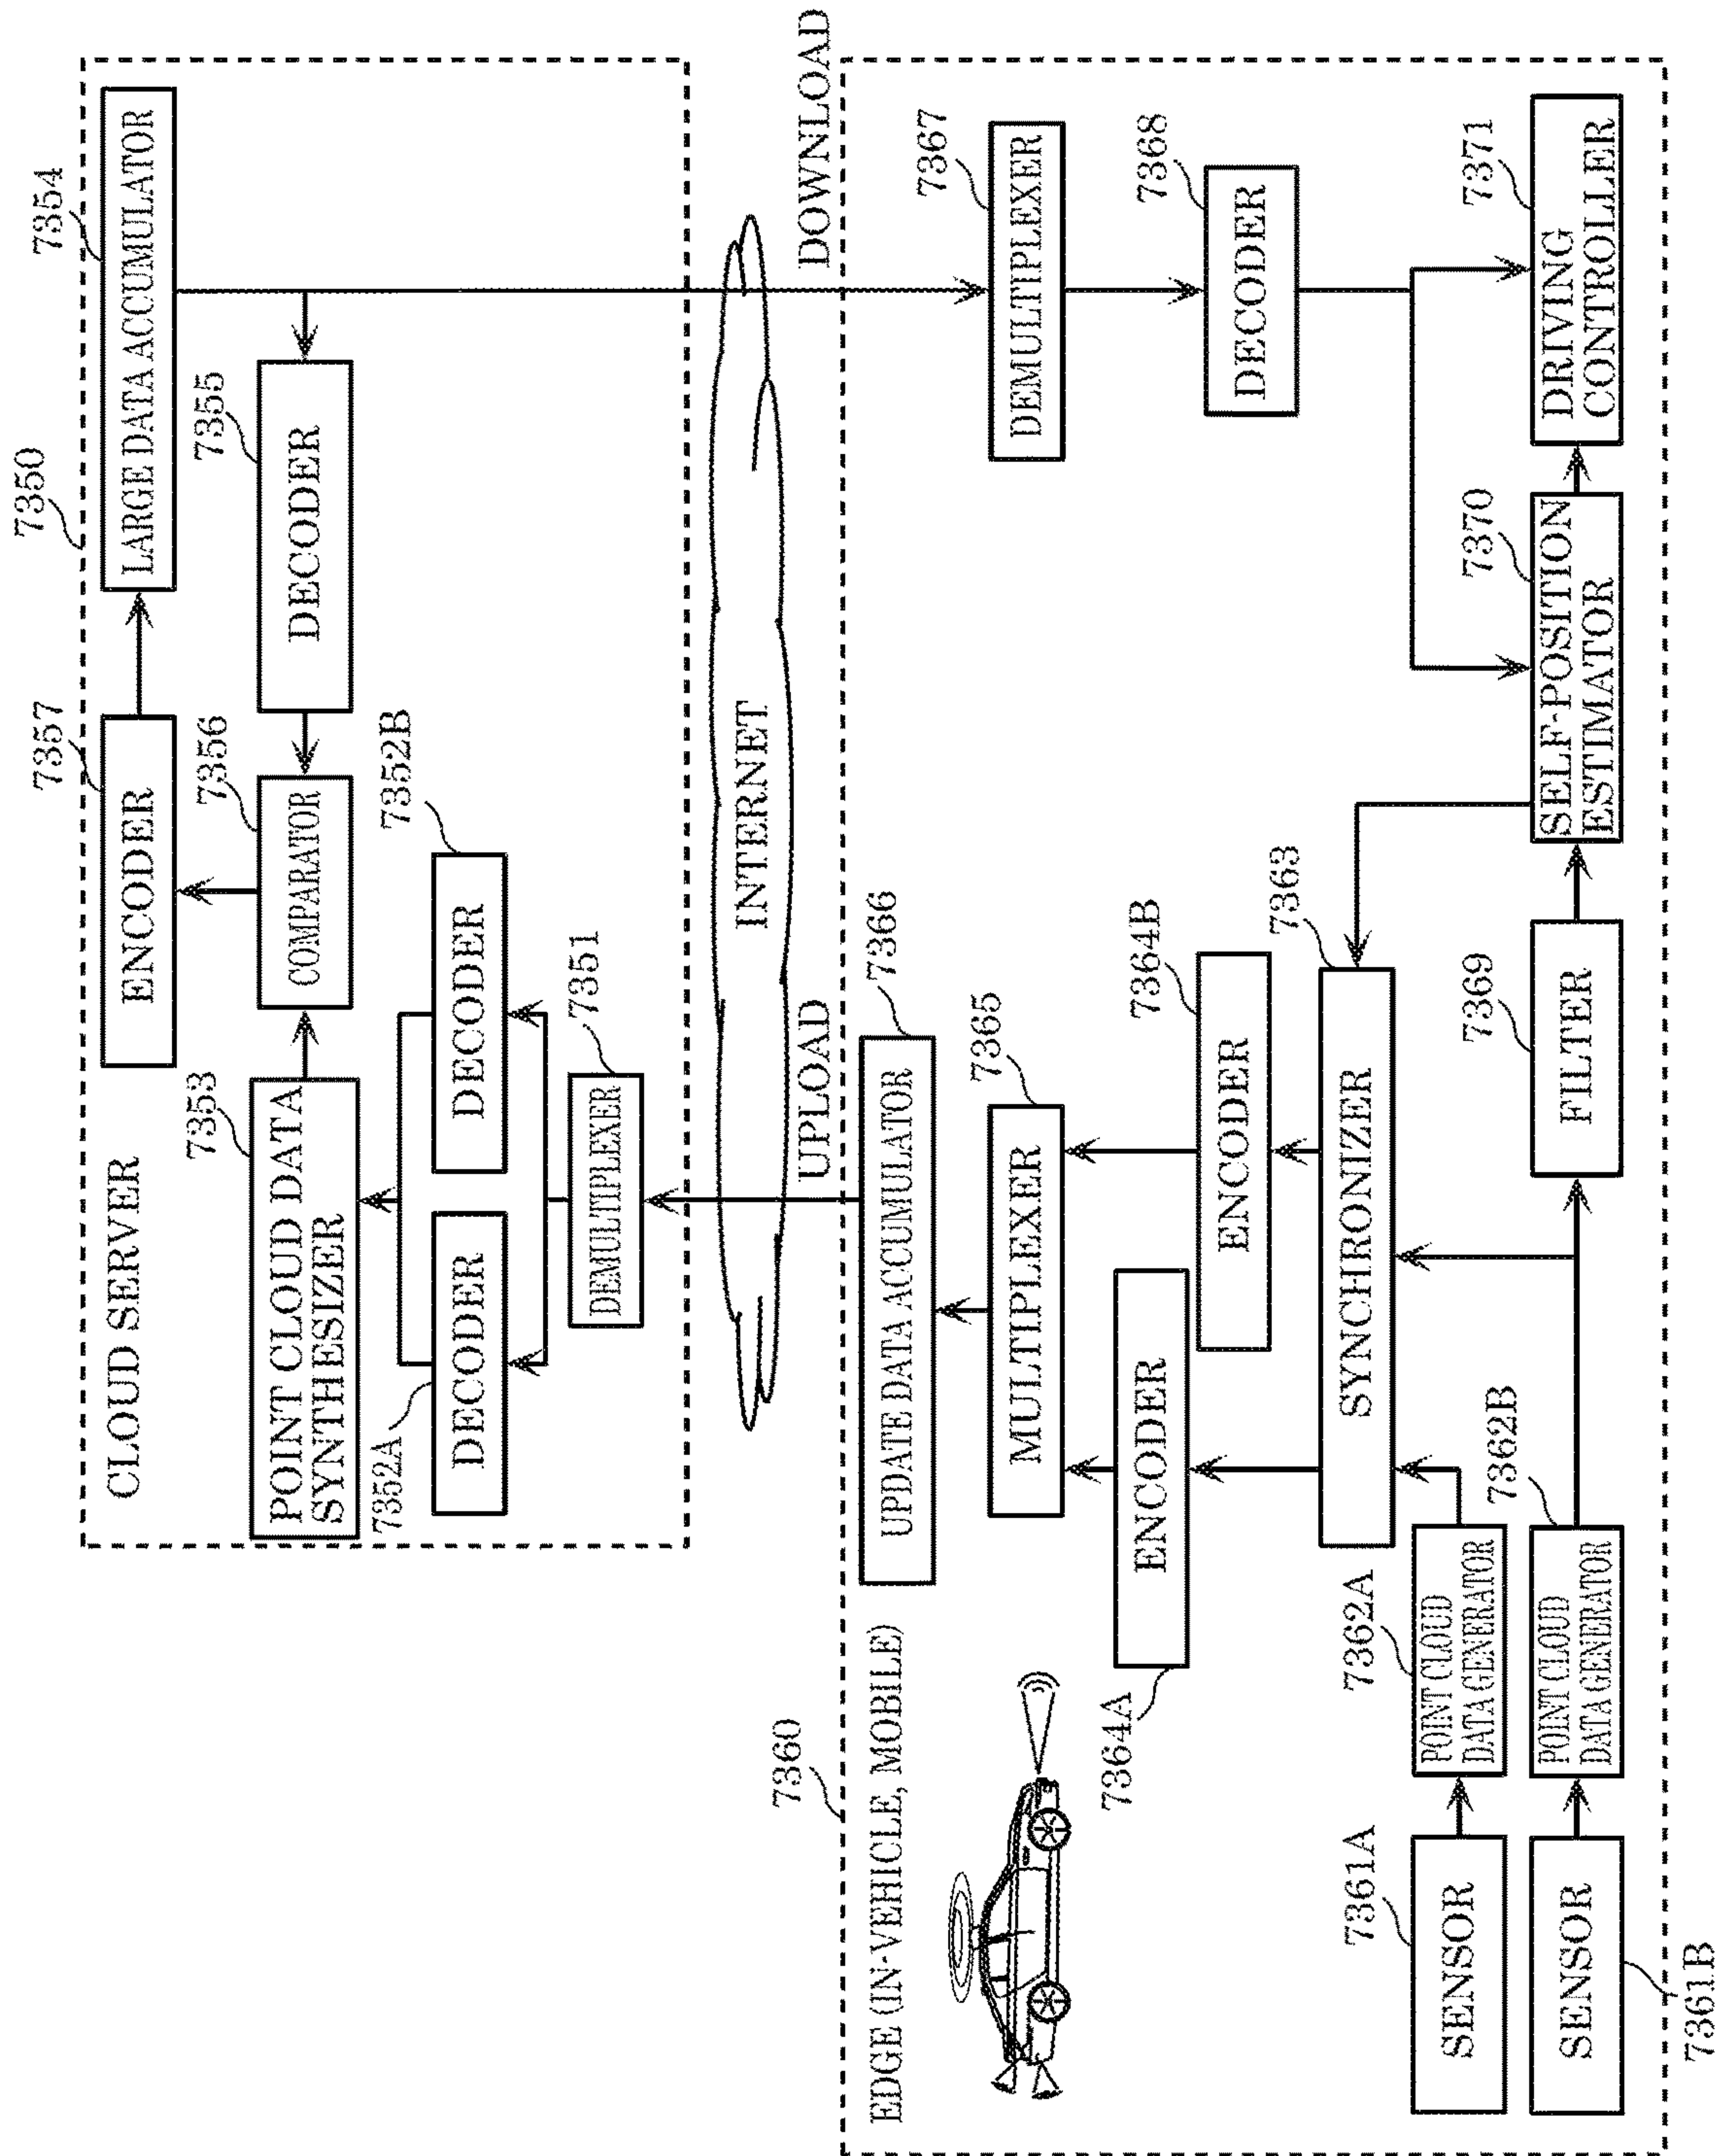 7350
CLOUD SERVER
7357
ENCODER
7354
LARGE DATA ACCUMULATOR
7353
POINT CLOUD DATA
SYNTHESIZER
7356
COMPARATOR
7355
DECODER
7352A
DECODER
7352B
DECODER
7351
DEMULTIPLEXER
INTERNET
UPLOAD
DOWNLOAD
7360
EDGE (IN-VEHICLE, MOBILE)
7366
UPDATE DATA ACCUMULATOR
7365
MULTIPLEXER
7367
DEMULTIPLEXER
7364A
ENCODER
7364B
ENCODER
7368
DECODER
7363
SYNCHRONIZER
7361A
SENSOR
7362A
POINT CLOUD
DATA GENERATOR
7361B
SENSOR
7362B
POINT CLOUD
DATA GENERATOR
7369
FILTER
7370
SELF-POSITION
ESTIMATOR
7371
DRIVING
CONTROLLER